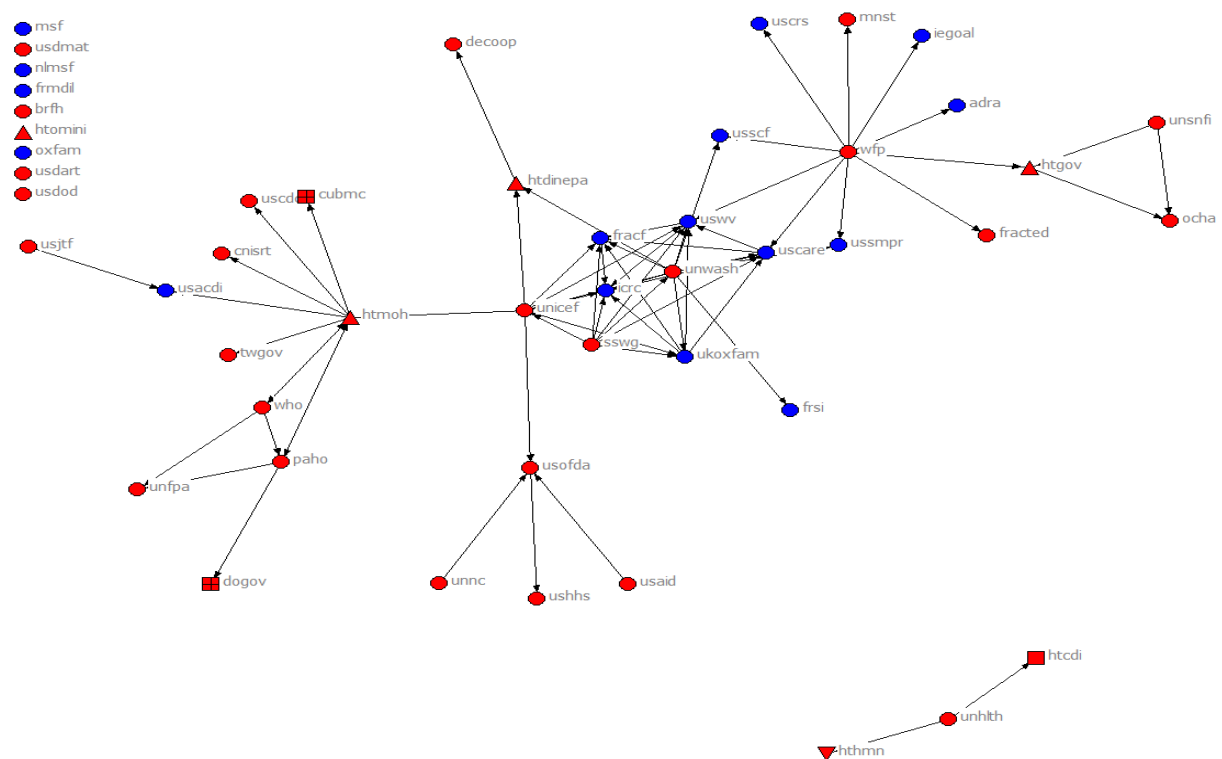 msf
usdmat
nlmsf
frmdil
brfh
htomini
oxfam
usdart
usdod
decoop
uscrs
mnst
iegoal
adra
usscf
wfp
unsnfi
htgov
ocha
fracted
htdinepa
cubmc
cnisrt
usjtf
usacdi
htmoh
twgov
who
paho
unfpa
dogov
fracf
uswv
uscare
ussmpr
unwash
icrc
unicef
sswg
ukoxfam
frsi
usofda
unnc
ushhs
usaid
htcdi
unhlth
hthmn